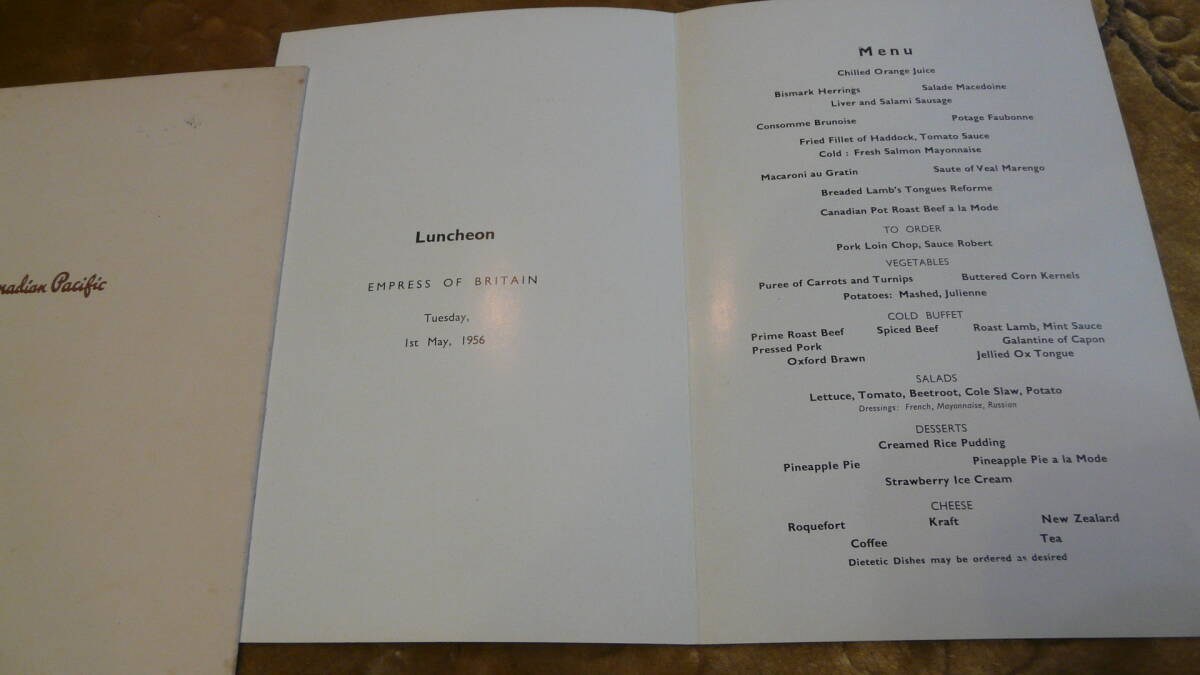 nadian Pacific
Luncheon
EMPRESS OF BRITAIN
Tuesday,
1st May, 1956
Menu
Chilled Orange Juice
Bismark Herrings Salade Macedoine
Liver and Salami Sausage
Consomme Brunoise Potage Faubonne
Fried Fillet of Haddock, Tomato Sauce
Cold : Fresh Salmon Mayonnaise
Macaroni au Gratin Saute of Veal Marengo
Breaded Lamb's Tongues Reforme
Canadian Pot Roast Beef a la Mode
TO ORDER
Pork Loin Chop, Sauce Robert
VEGETABLES
Puree of Carrots and Turnips Buttered Corn Kernels
Potatoes: Mashed, Julienne
COLD BUFFET
Prime Roast Beef Spiced Beef Roast Lamb, Mint Sauce
Pressed Pork Galantine of Capon
Oxford Brawn Jellied Ox Tongue
SALADS
Lettuce, Tomato, Beetroot, Cole Slaw, Potato
Dressings: French, Mayonnaise, Russian
DESSERTS
Creamed Rice Pudding
Pineapple Pie Pineapple Pie a la Mode
Strawberry Ice Cream
CHEESE
Roquefort Kraft New Zealand
Coffee Tea
Dietetic Dishes may be ordered as desired